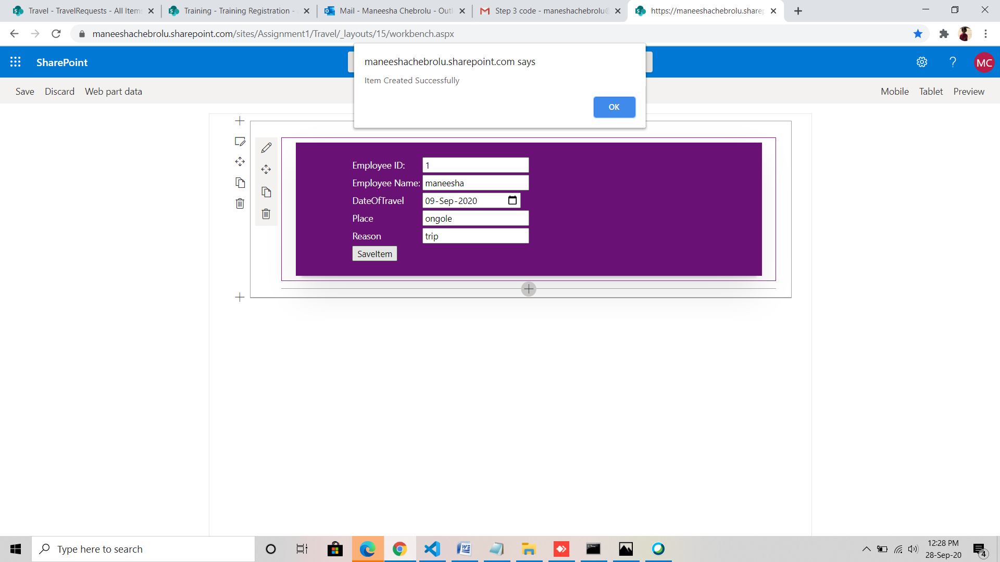 Travel - TravelRequests - All Items
Training - Training Registration -
Mail - Maneesha Chebrolu - Outl
Step 3 code - maneshachebrolu@
https://maneeshachebrolu.sharep
maneeshachebrolu.sharepoint.com/sites/Assignment1/Travel/_layouts/15/workbench.aspx
SharePoint
MC
maneeshachebrolu.sharepoint.com says
Item Created Successfully
OK
Save Discard Web part data
Mobile Tablet Preview
Employee ID: 1
Employee Name: maneesha
DateOfTravel 09-Sep-2020
Place ongole
Reason trip
SaveItem
Type here to search
12:28 PM
28-Sep-20
4